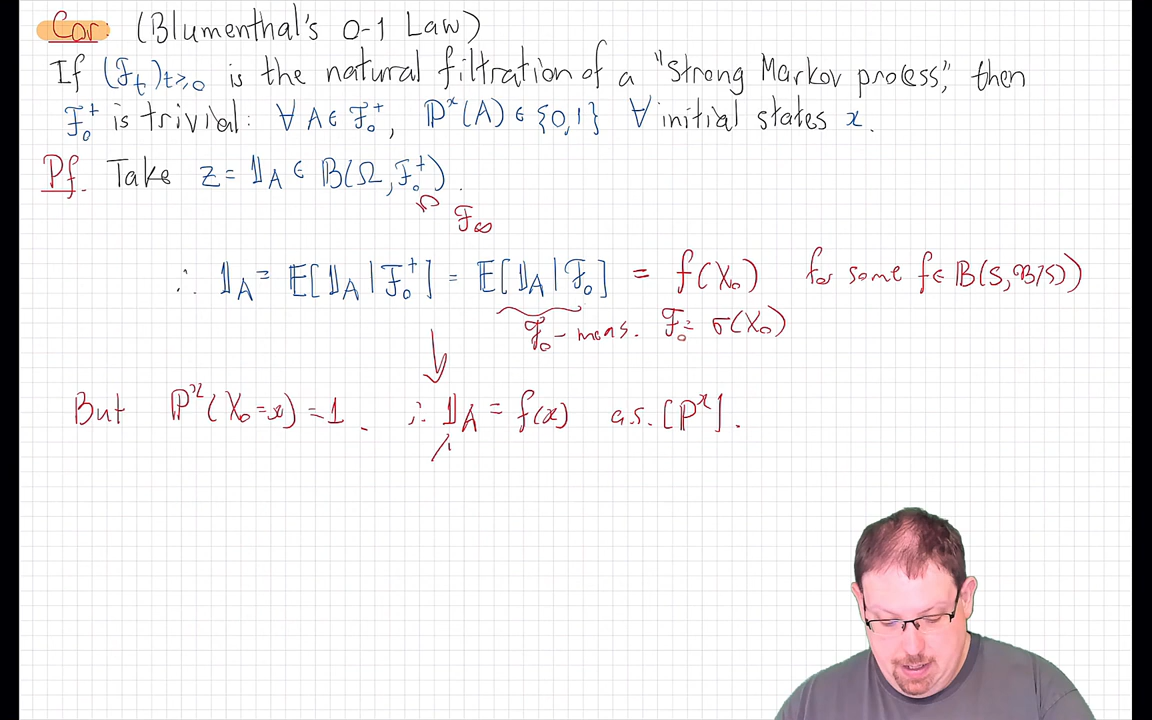 Cor: (Blumenthal's 0-1 Law)
If (ℱ_t)_{t≥0} is the natural filtration of a "Strong Markov process," then
ℱ_0^+ is trivial: ∀ A ∈ ℱ_0^+, ℙ^x(A) ∈ {0,1} ∀ initial states x.
Pf. Take Z = 𝟙_A ∈ 𝔹(Ω, ℱ_0^+).
∩ ℱ_∞
∴ 𝟙_A = 𝔼[𝟙_A | ℱ_0^+] = 𝔼[𝟙_A | ℱ_0] = f(X_0) for some f ∈ 𝔹(S, ℬ(S))
ℱ_0-meas. ℱ_0 = σ(X_0)
But ℙ^x(X_0 = x) = 1. ∴ 𝟙_A = f(x) a.s. [ℙ^x].